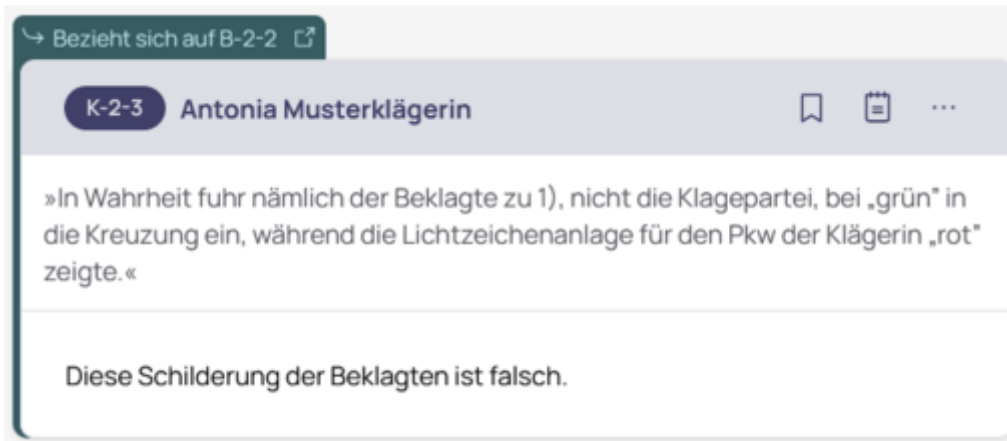 Bezieht sich auf B-2-2
K-2-3 Antonia Musterklägerin
»In Wahrheit fuhr nämlich der Beklagte zu 1), nicht die Klagepartei, bei „grün” in
die Kreuzung ein, während die Lichtzeichenanlage für den Pkw der Klägerin „rot”
zeigte.«
Diese Schilderung der Beklagten ist falsch.